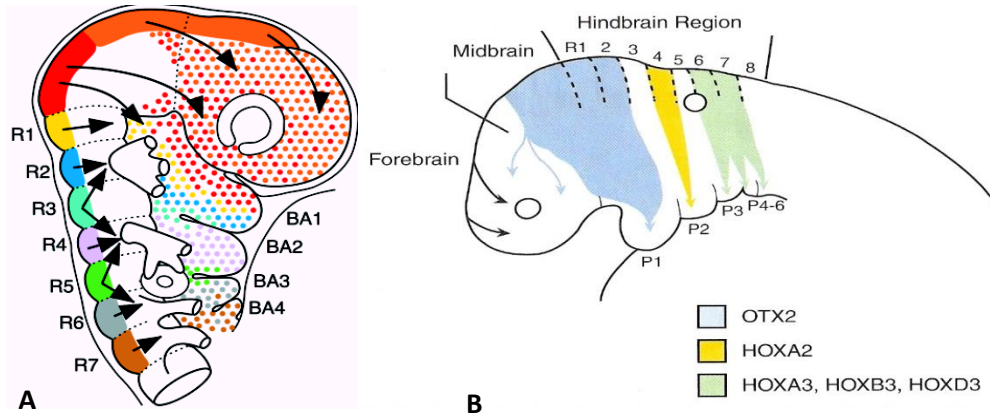 R1
R2
R3
R4
R5
R6
R7
BA1
BA2
BA3
BA4
A
Hindbrain Region
Midbrain
R1 2 3 4 5 6 7 8
Forebrain
P1
P2
P3
P4-6
OTX2
HOXA2
HOXA3, HOXB3, HOXD3
B